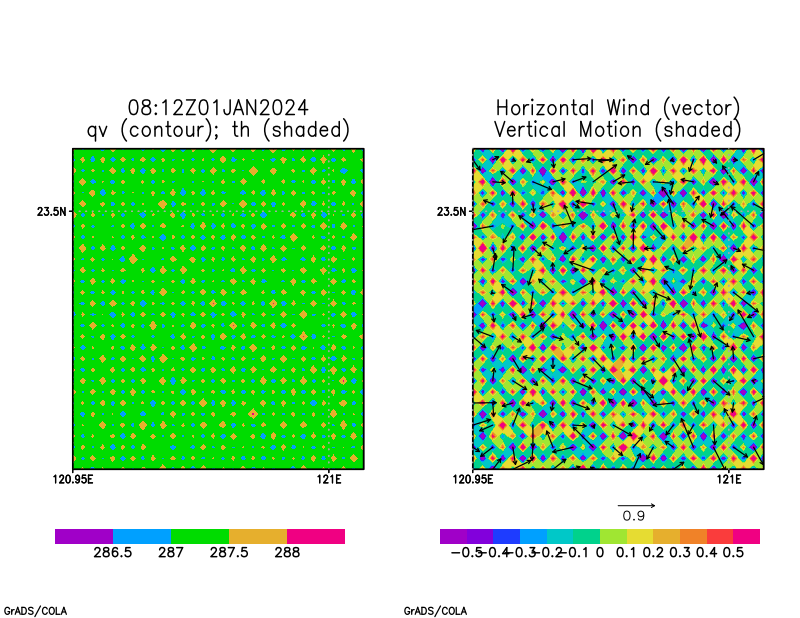 08:12Z01JAN2024
qv (contour); th (shaded)
23.5N
120.95E 121E
286.5 287 287.5 288
GrADS/COLA
Horizontal Wind (vector)
Vertical Motion (shaded)
23.5N
120.95E 121E
0.9
-0.5 -0.4 -0.3 -0.2 -0.1 0 0.1 0.2 0.3 0.4 0.5
GrADS/COLA